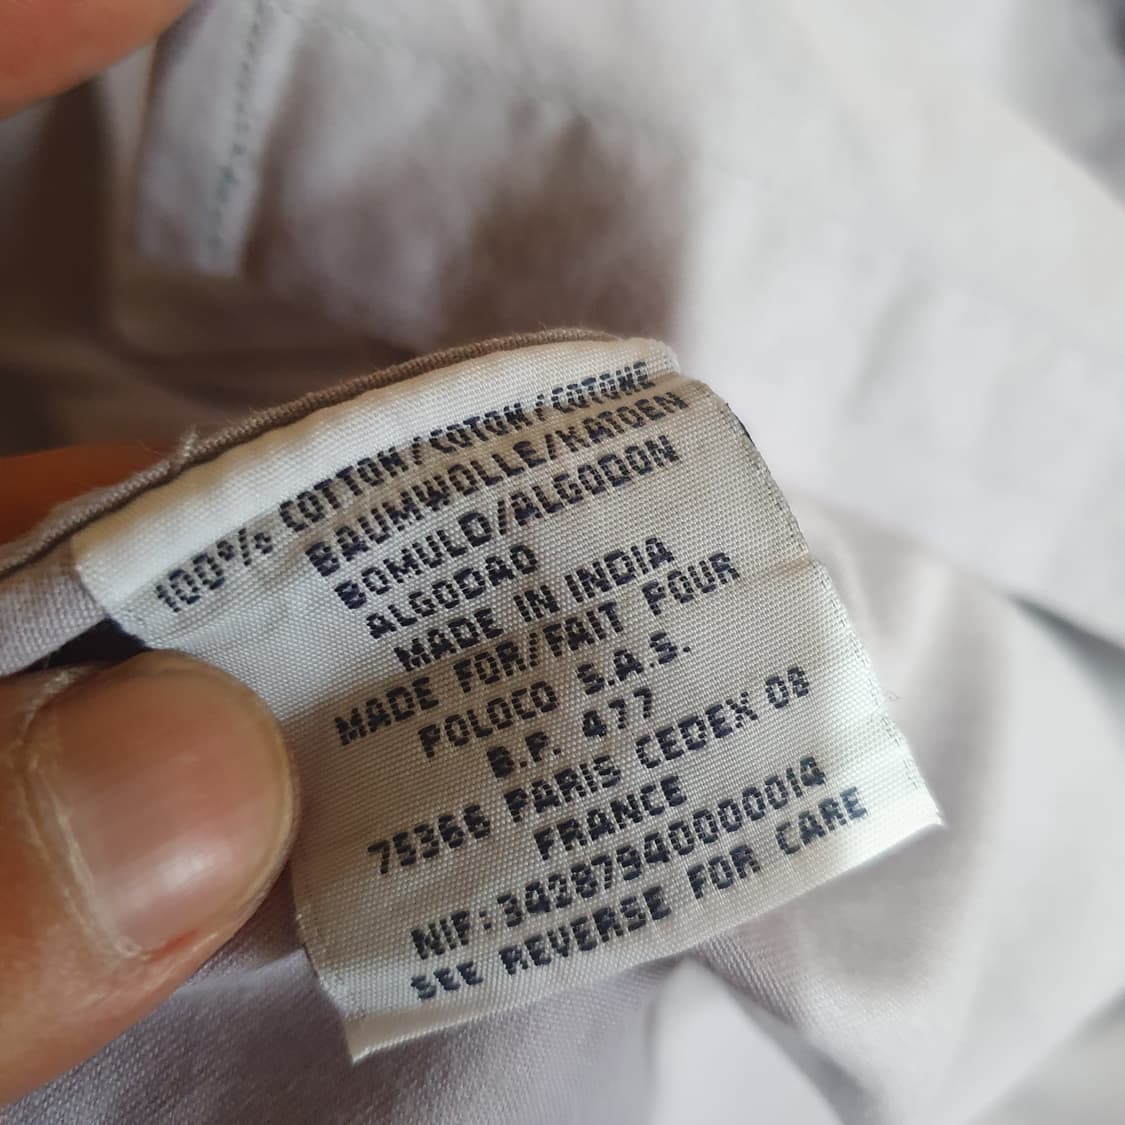 100% COTTON/COTON/COTONE
BAUMWOLLE/KATOEN
BOMULD/ALGODON
ALGODAO
MADE IN INDIA
MADE FOR/FAIT POUR
POLOCO S.A.S.
B.P. 477
75366 PARIS CEDEX 08
FRANCE
NIF:34287940000014
SEE REVERSE FOR CARE